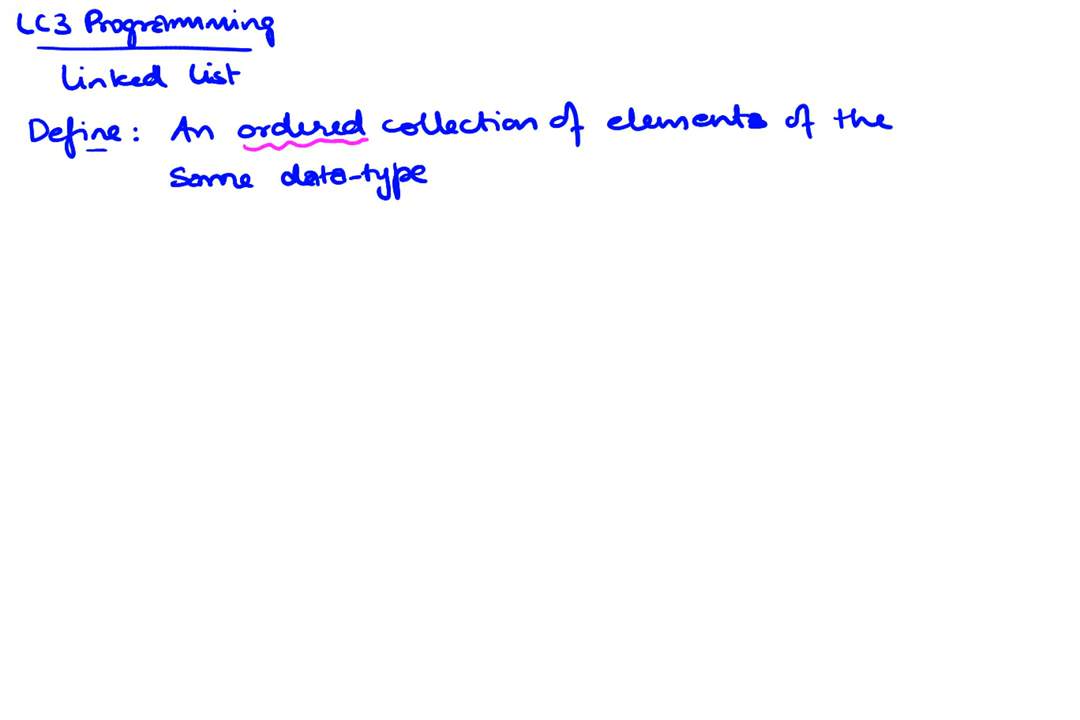 LC3 Programming
Linked List
Define: An ordered collection of elements of the
same data-type